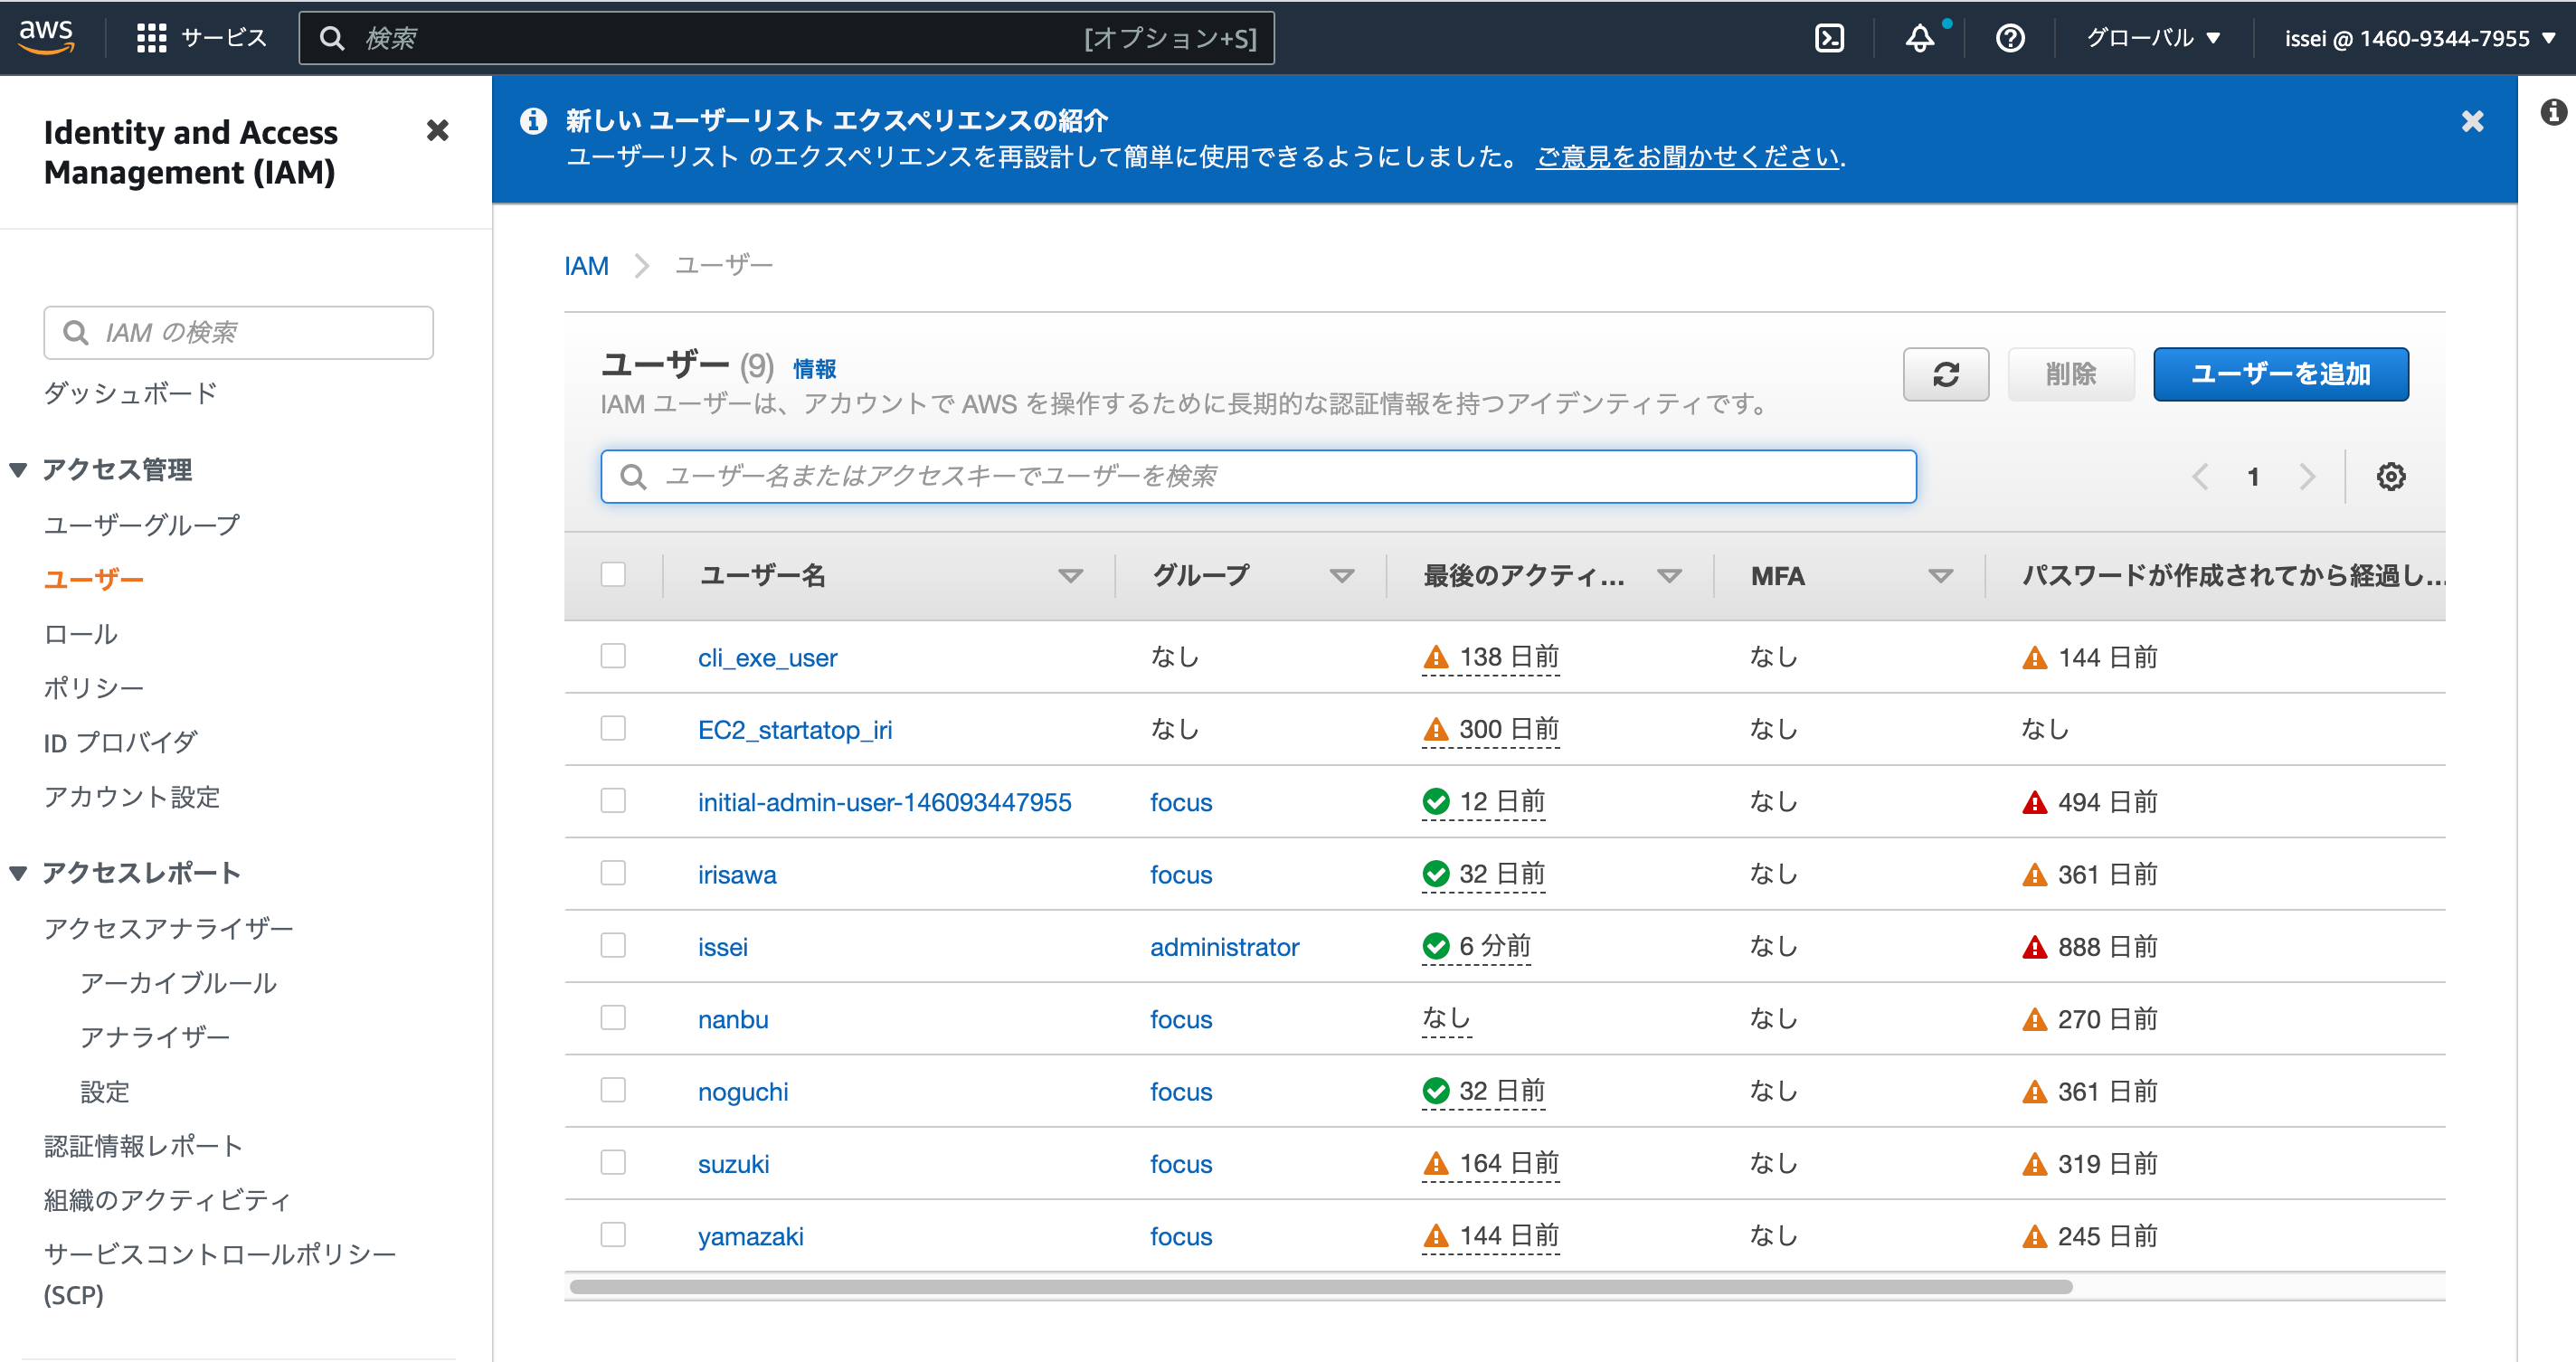 aws
サービス
検索
[オプション+S]
グローバル
issei @ 1460-9344-7955
Identity and Access
Management (IAM)
IAM の検索
ダッシュボード
アクセス管理
ユーザーグループ
ユーザー
ロール
ポリシー
ID プロバイダ
アカウント設定
アクセスレポート
アクセスアナライザー
アーカイブルール
アナライザー
設定
認証情報レポート
組織のアクティビティ
サービスコントロールポリシー
(SCP)
新しい ユーザーリスト エクスペリエンスの紹介
ユーザーリスト のエクスペリエンスを再設計して簡単に使用できるようにしました。 ご意見をお聞かせください.
IAM ユーザー
ユーザー (9) 情報
IAM ユーザーは、アカウントで AWS を操作するために長期的な認証情報を持つアイデンティティです。
削除
ユーザーを追加
ユーザー名またはアクセスキーでユーザーを検索
1
ユーザー名 グループ 最後のアクティ... MFA パスワードが作成されてから経過し...
cli_exe_user なし 138 日前 なし 144 日前
EC2_startatop_iri なし 300 日前 なし なし
initial-admin-user-146093447955 focus 12 日前 なし 494 日前
irisawa focus 32 日前 なし 361 日前
issei administrator 6 分前 なし 888 日前
nanbu focus なし なし 270 日前
noguchi focus 32 日前 なし 361 日前
suzuki focus 164 日前 なし 319 日前
yamazaki focus 144 日前 なし 245 日前